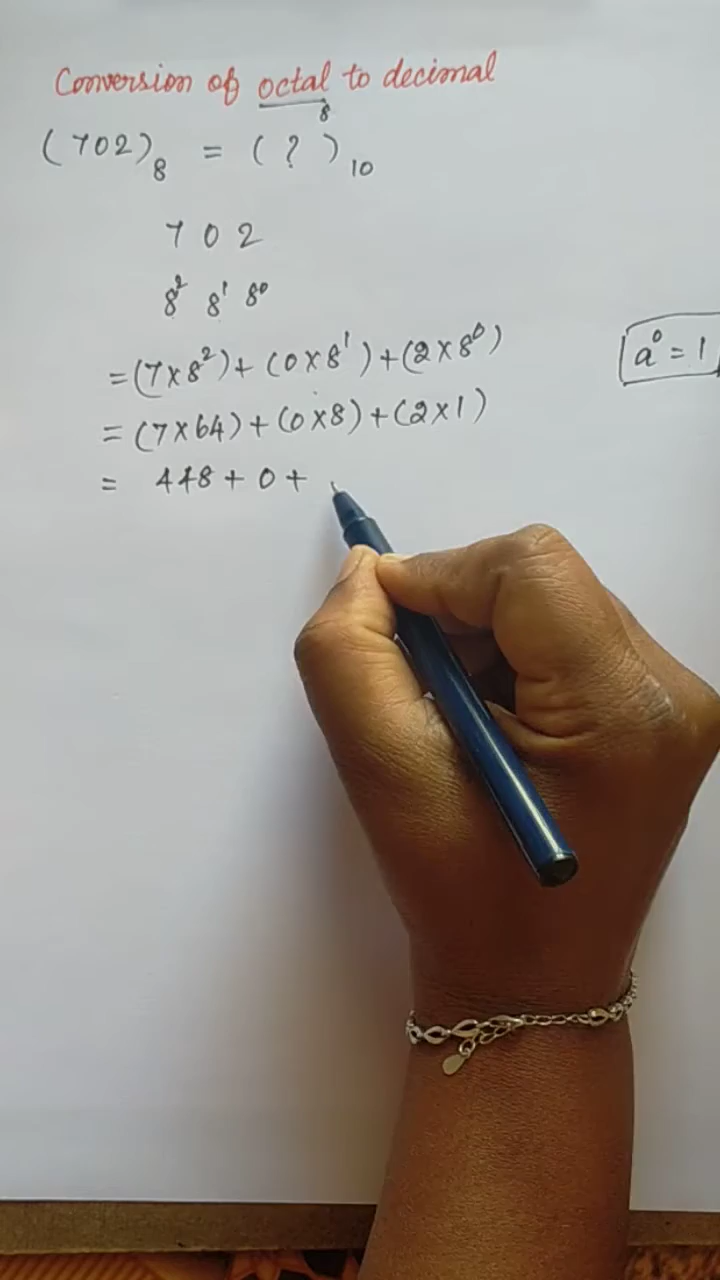 Conversion of octal to decimal
8
(702)₈ = (?)₁₀
7 0 2
8² 8¹ 8⁰
=(7×8²)+(0×8¹)+(2×8⁰)
a⁰ = 1
=(7×64)+(0×8)+(2×1)
= 448+0+